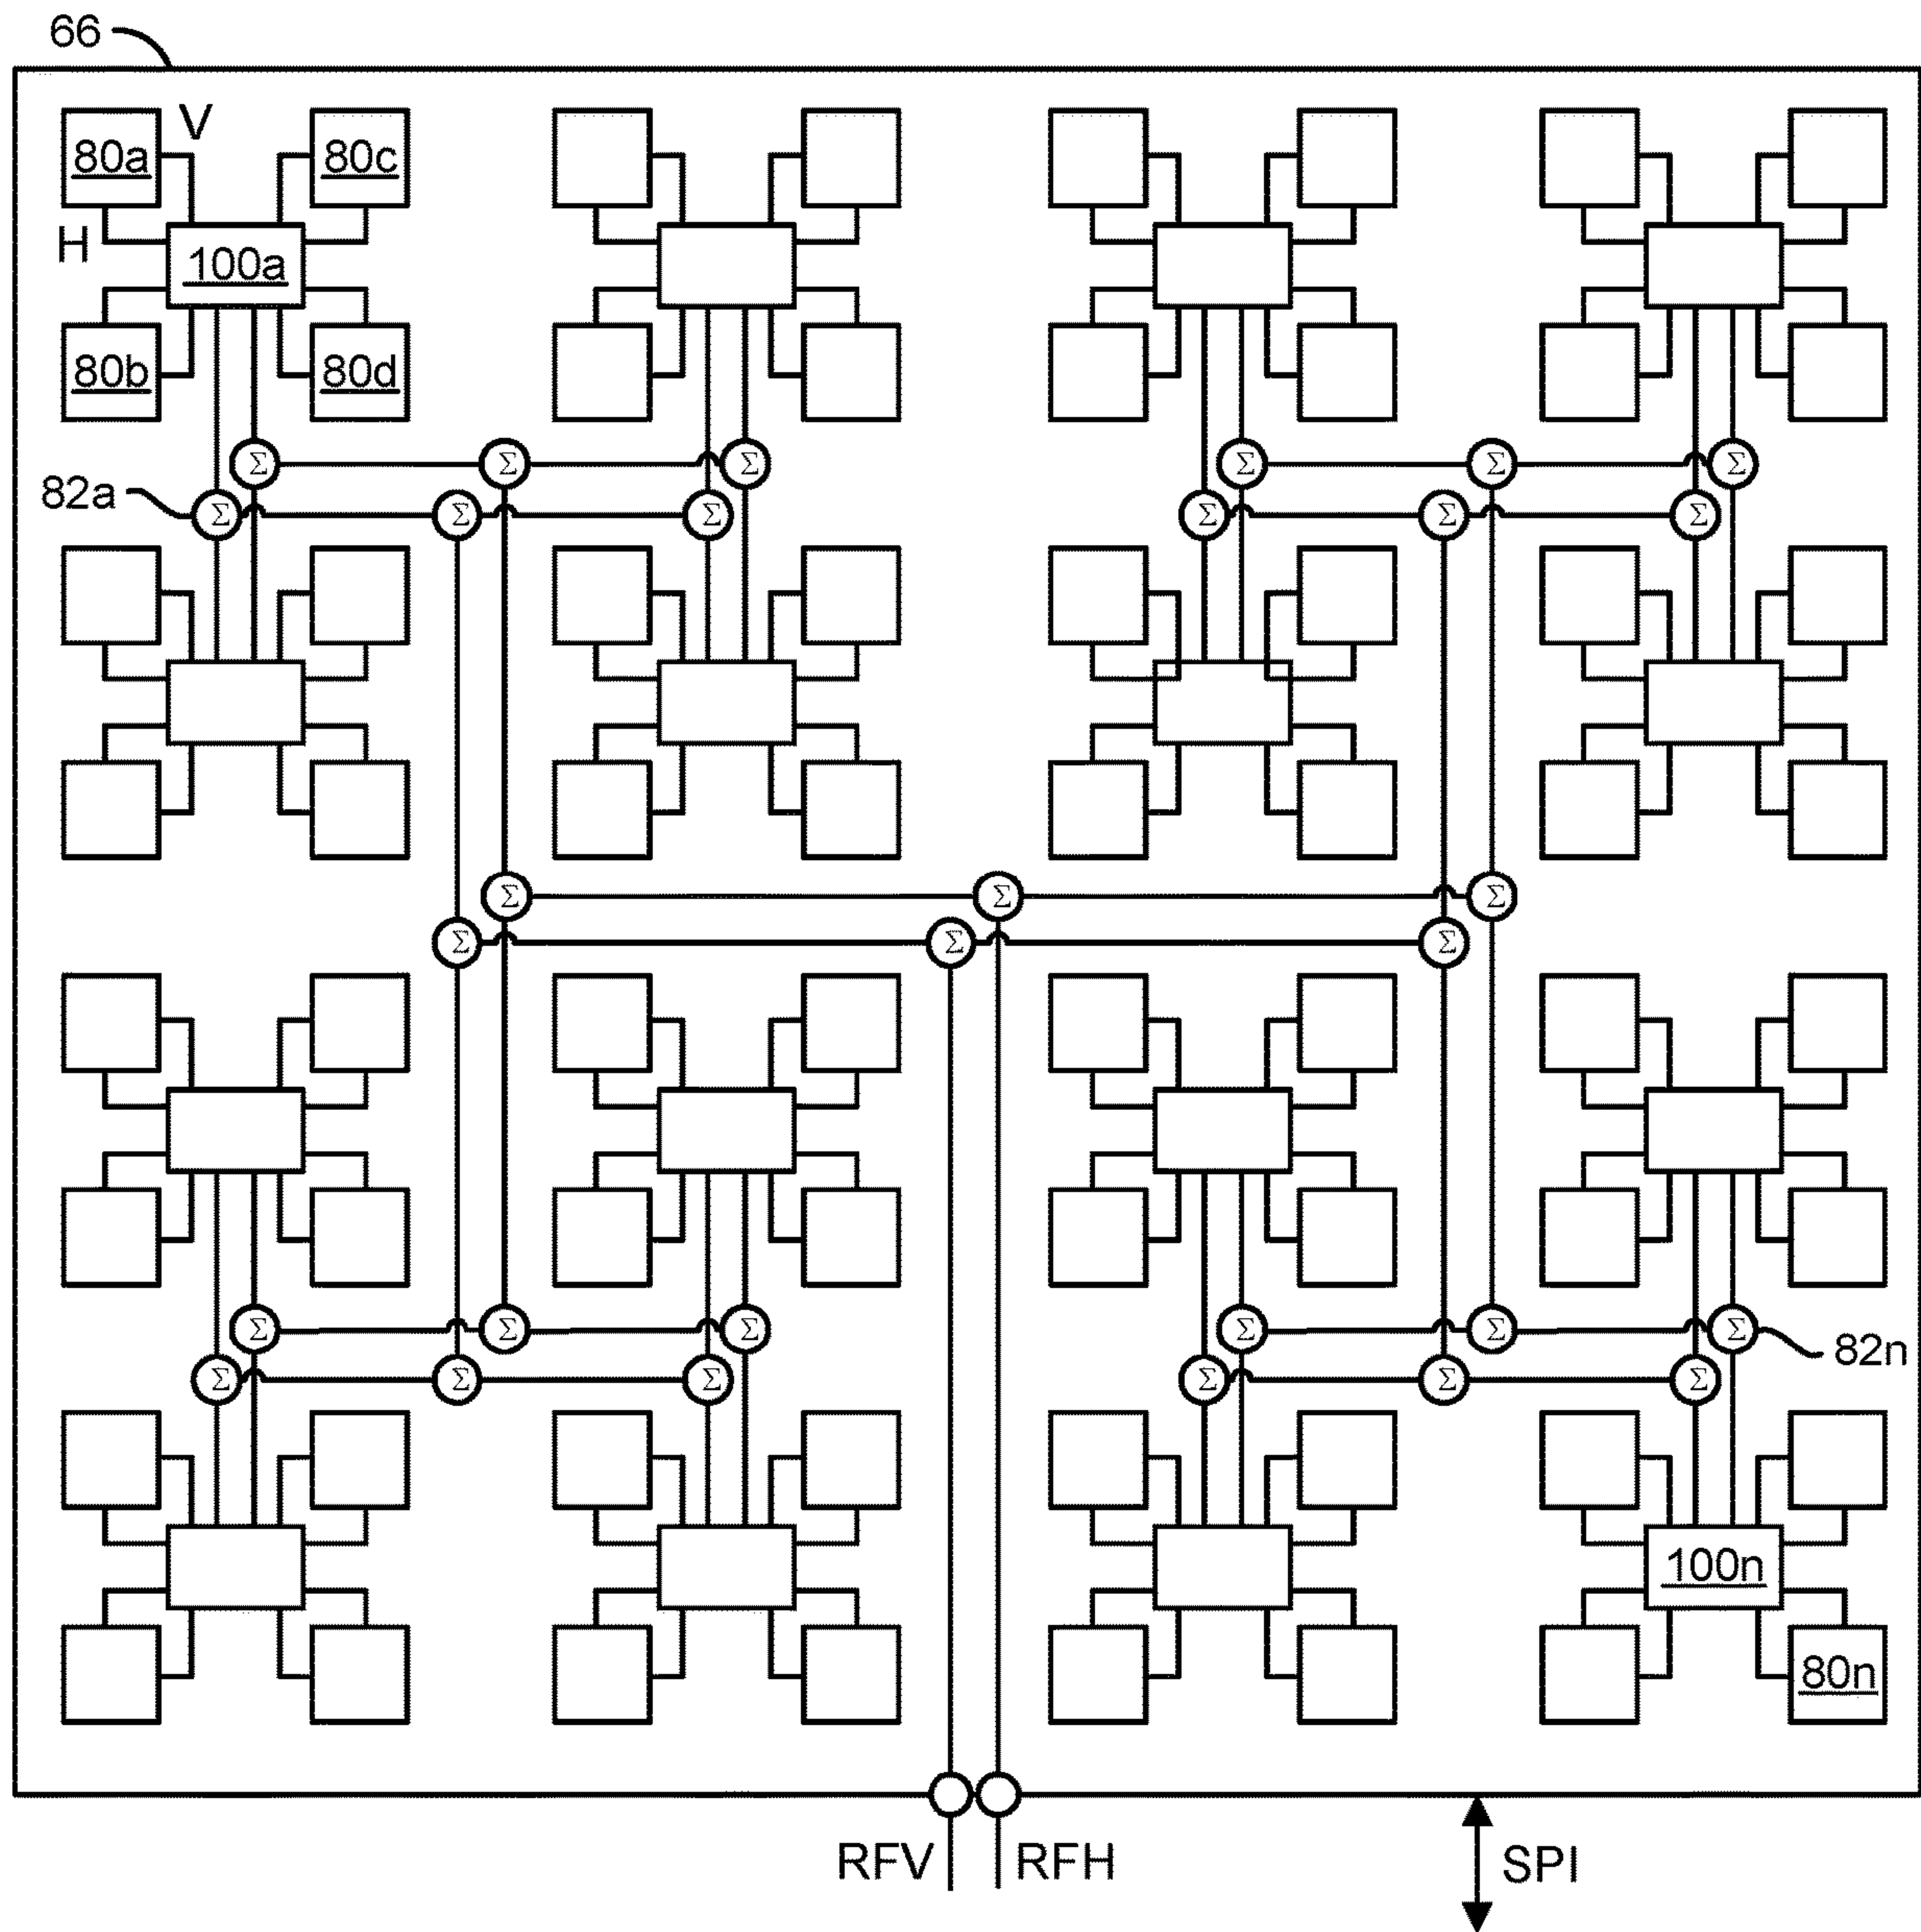 66
V
80a 80c
H
100a
80b 80d
Σ Σ Σ Σ Σ Σ
82a Σ Σ Σ Σ Σ Σ
Σ Σ Σ
Σ Σ Σ
Σ Σ Σ Σ Σ Σ 82n
Σ Σ Σ Σ Σ Σ
100n
80n
RFV RFH SPI